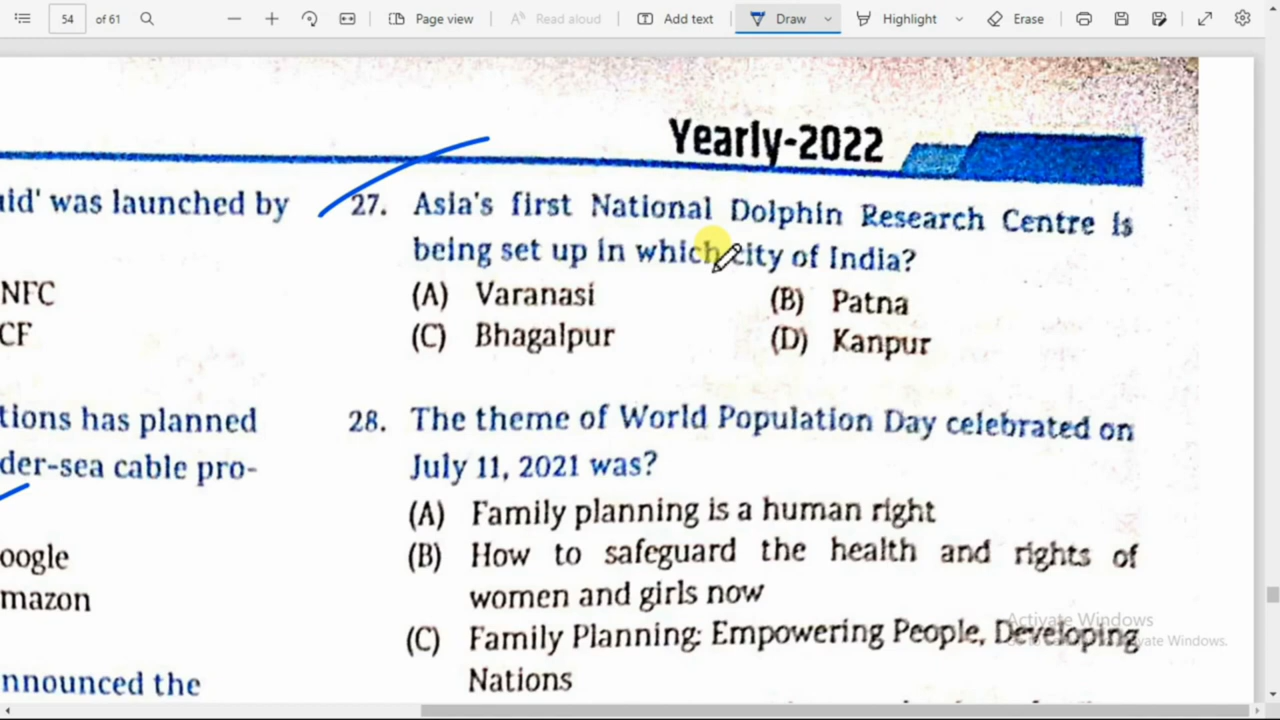 54 of 61 Page view Read aloud Add text Draw Highlight Erase
Yearly-2022
uid' was launched by
NFC
CF
tions has planned
der-sea cable pro-
oogle
mazon
nnounced the
27. Asia's first National Dolphin Research Centre is
being set up in which city of India?
(A) Varanasi (B) Patna
(C) Bhagalpur (D) Kanpur
28. The theme of World Population Day celebrated on
July 11, 2021 was?
(A) Family planning is a human right
(B) How to safeguard the health and rights of
women and girls now
(C) Family Planning: Empowering People, Developing
Nations
Activate Windows
ate Windows.